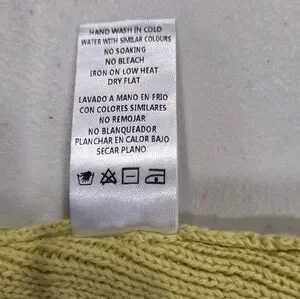 HAND WASH IN COLD
WATER WITH SIMILAR COLOURS
NO SOAKING
NO BLEACH
IRON ON LOW HEAT
DRY FLAT
LAVADO A MANO EN FRIO
CON COLORES SIMILARES
NO REMOJAR
NO BLANQUEADOR
PLANCHAR EN CALOR BAJO
SECAR PLANO